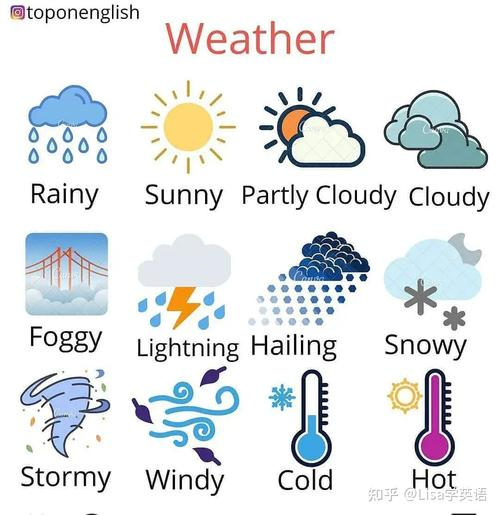 toponenglish
Weather
Rainy Sunny Partly Cloudy Cloudy
Foggy Lightning Hailing Snowy
Stormy Windy Cold Hot
知乎 @Lisa学英语